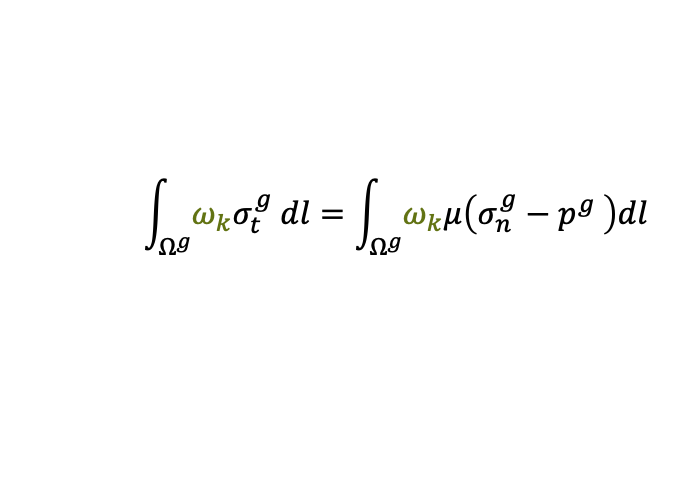 ∫_{Ω^g} ω_k σ_t^g dl = ∫_{Ω^g} ω_k μ(σ_n^g − p^g)dl